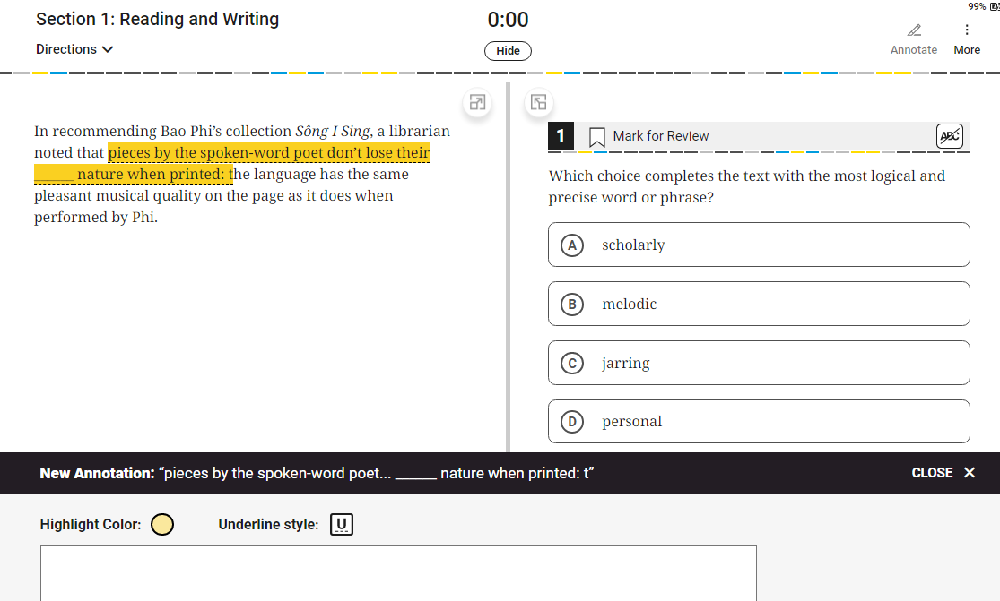 99%
Section 1: Reading and Writing
0:00
Directions
Hide
Annotate
More
In recommending Bao Phi’s collection Sông I Sing, a librarian
noted that pieces by the spoken-word poet don’t lose their
______ nature when printed: the language has the same
pleasant musical quality on the page as it does when
performed by Phi.
1
Mark for Review
ABC
Which choice completes the text with the most logical and
precise word or phrase?
A scholarly
B melodic
C jarring
D personal
New Annotation: “pieces by the spoken-word poet... ______ nature when printed: t”
CLOSE
Highlight Color:
Underline style:
U